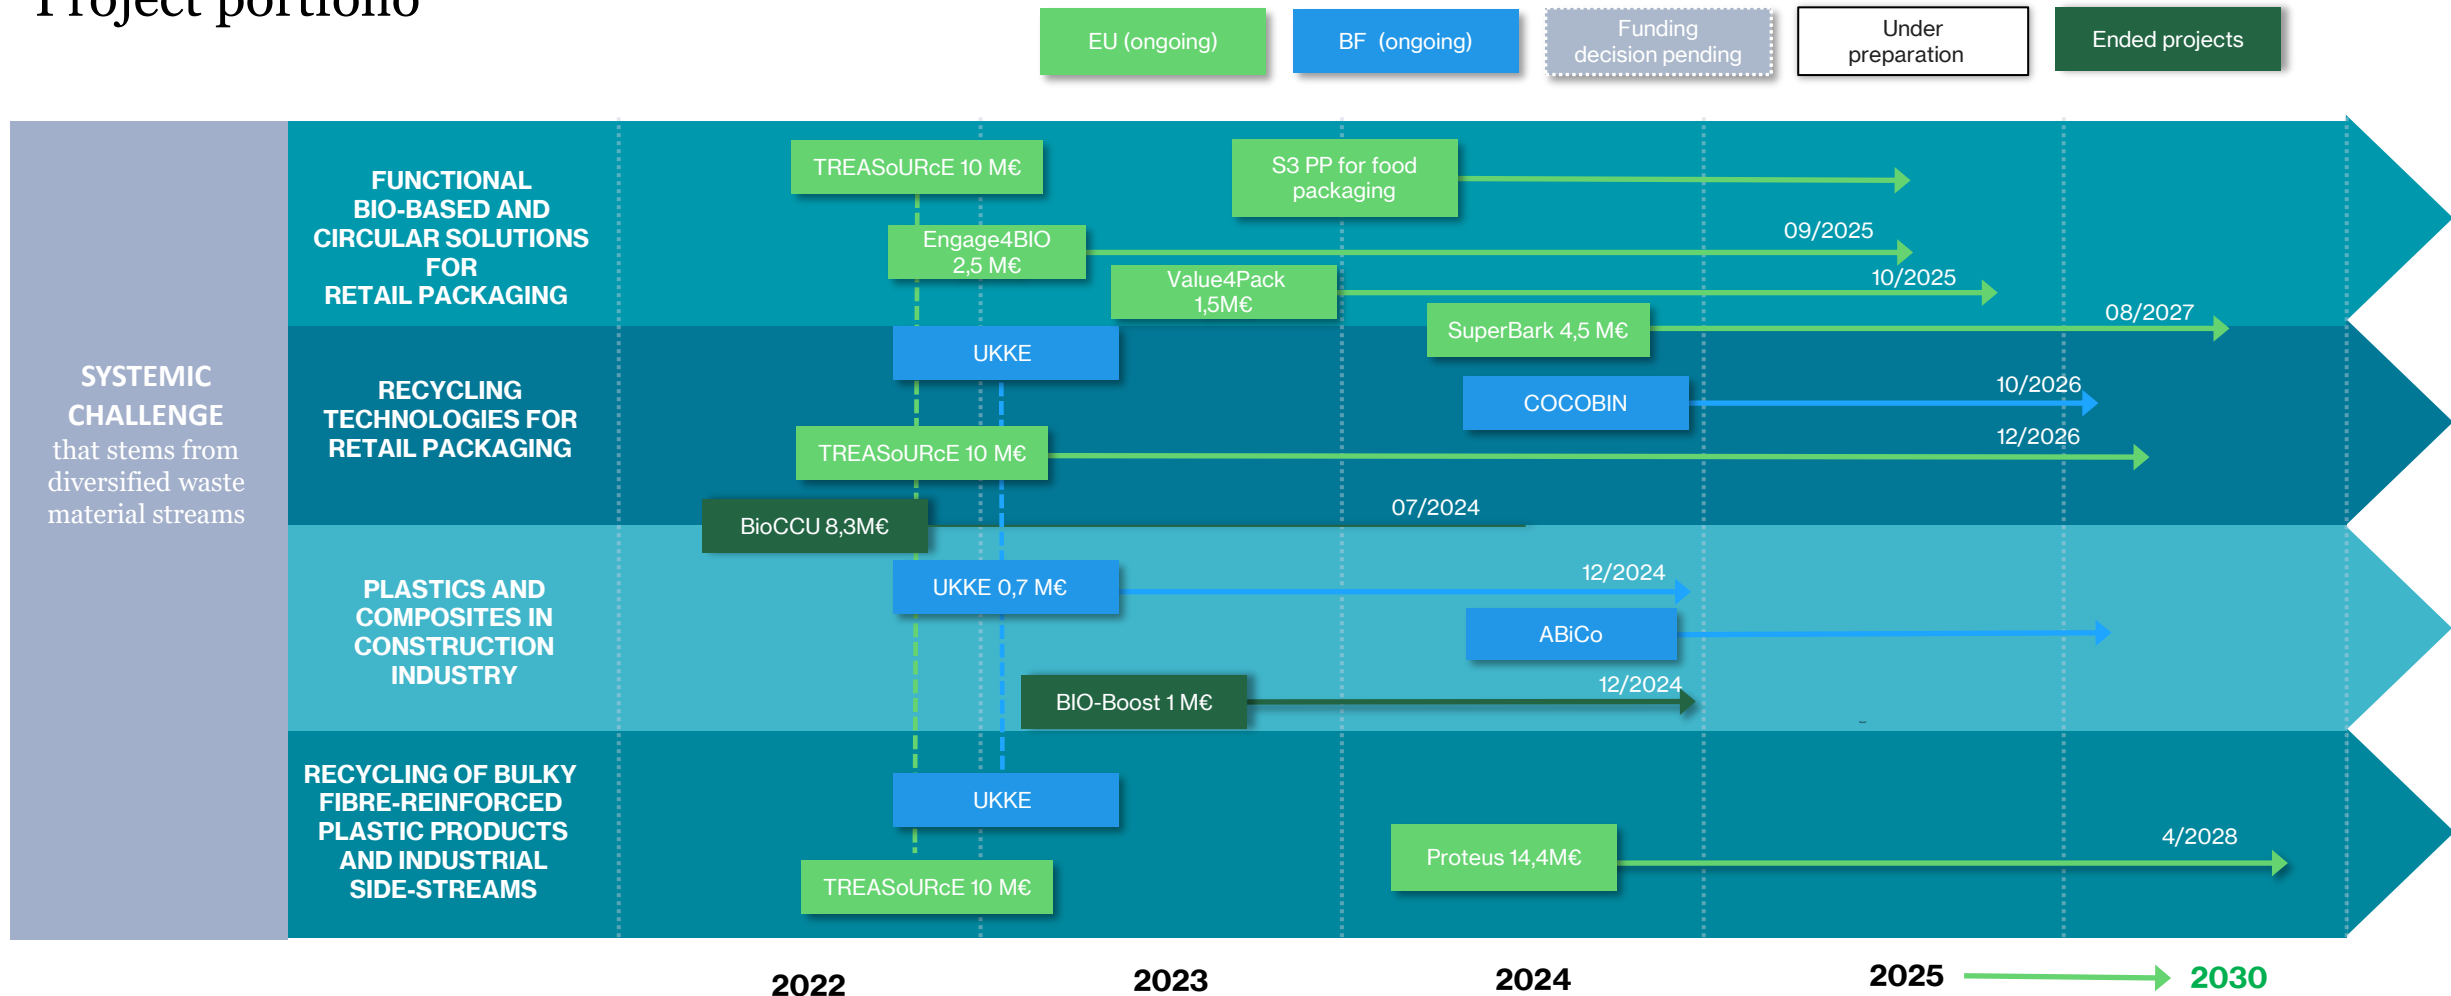 Project portfolio
EU (ongoing)
BF (ongoing)
Funding
decision pending
Under
preparation
Ended projects
SYSTEMIC
CHALLENGE
that stems from
diversified waste
material streams
FUNCTIONAL
BIO-BASED AND
CIRCULAR SOLUTIONS
FOR
RETAIL PACKAGING
TREASoURcE 10 M€
S3 PP for food
packaging
Engage4BIO
2,5 M€
09/2025
Value4Pack
1,5M€
10/2025
SuperBark 4,5 M€
08/2027
RECYCLING
TECHNOLOGIES FOR
RETAIL PACKAGING
UKKE
COCOBIN
10/2026
TREASoURcE 10 M€
12/2026
BioCCU 8,3M€
07/2024
PLASTICS AND
COMPOSITES IN
CONSTRUCTION
INDUSTRY
UKKE 0,7 M€
12/2024
ABiCo
BIO-Boost 1 M€
12/2024
RECYCLING OF BULKY
FIBRE-REINFORCED
PLASTIC PRODUCTS
AND INDUSTRIAL
SIDE-STREAMS
UKKE
TREASoURcE 10 M€
Proteus 14,4M€
4/2028
2022
2023
2024
2025
2030